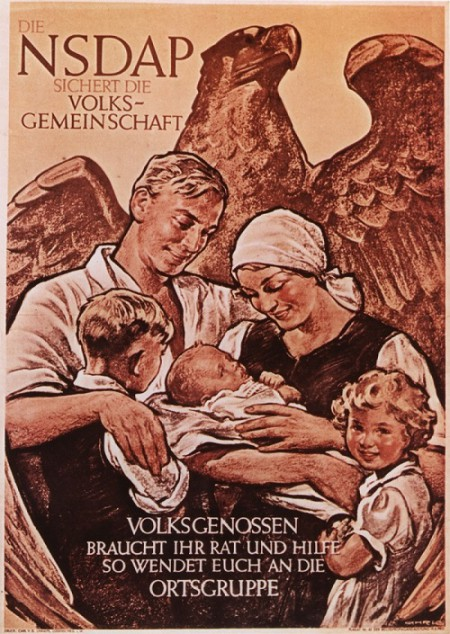 DIE
NSDAP
SICHERT DIE
VOLKS-
GEMEINSCHAFT
VOLKSGENOSSEN
BRAUCHT IHR RAT UND HILFE
SO WENDET EUCH AN DIE
ORTSGRUPPE